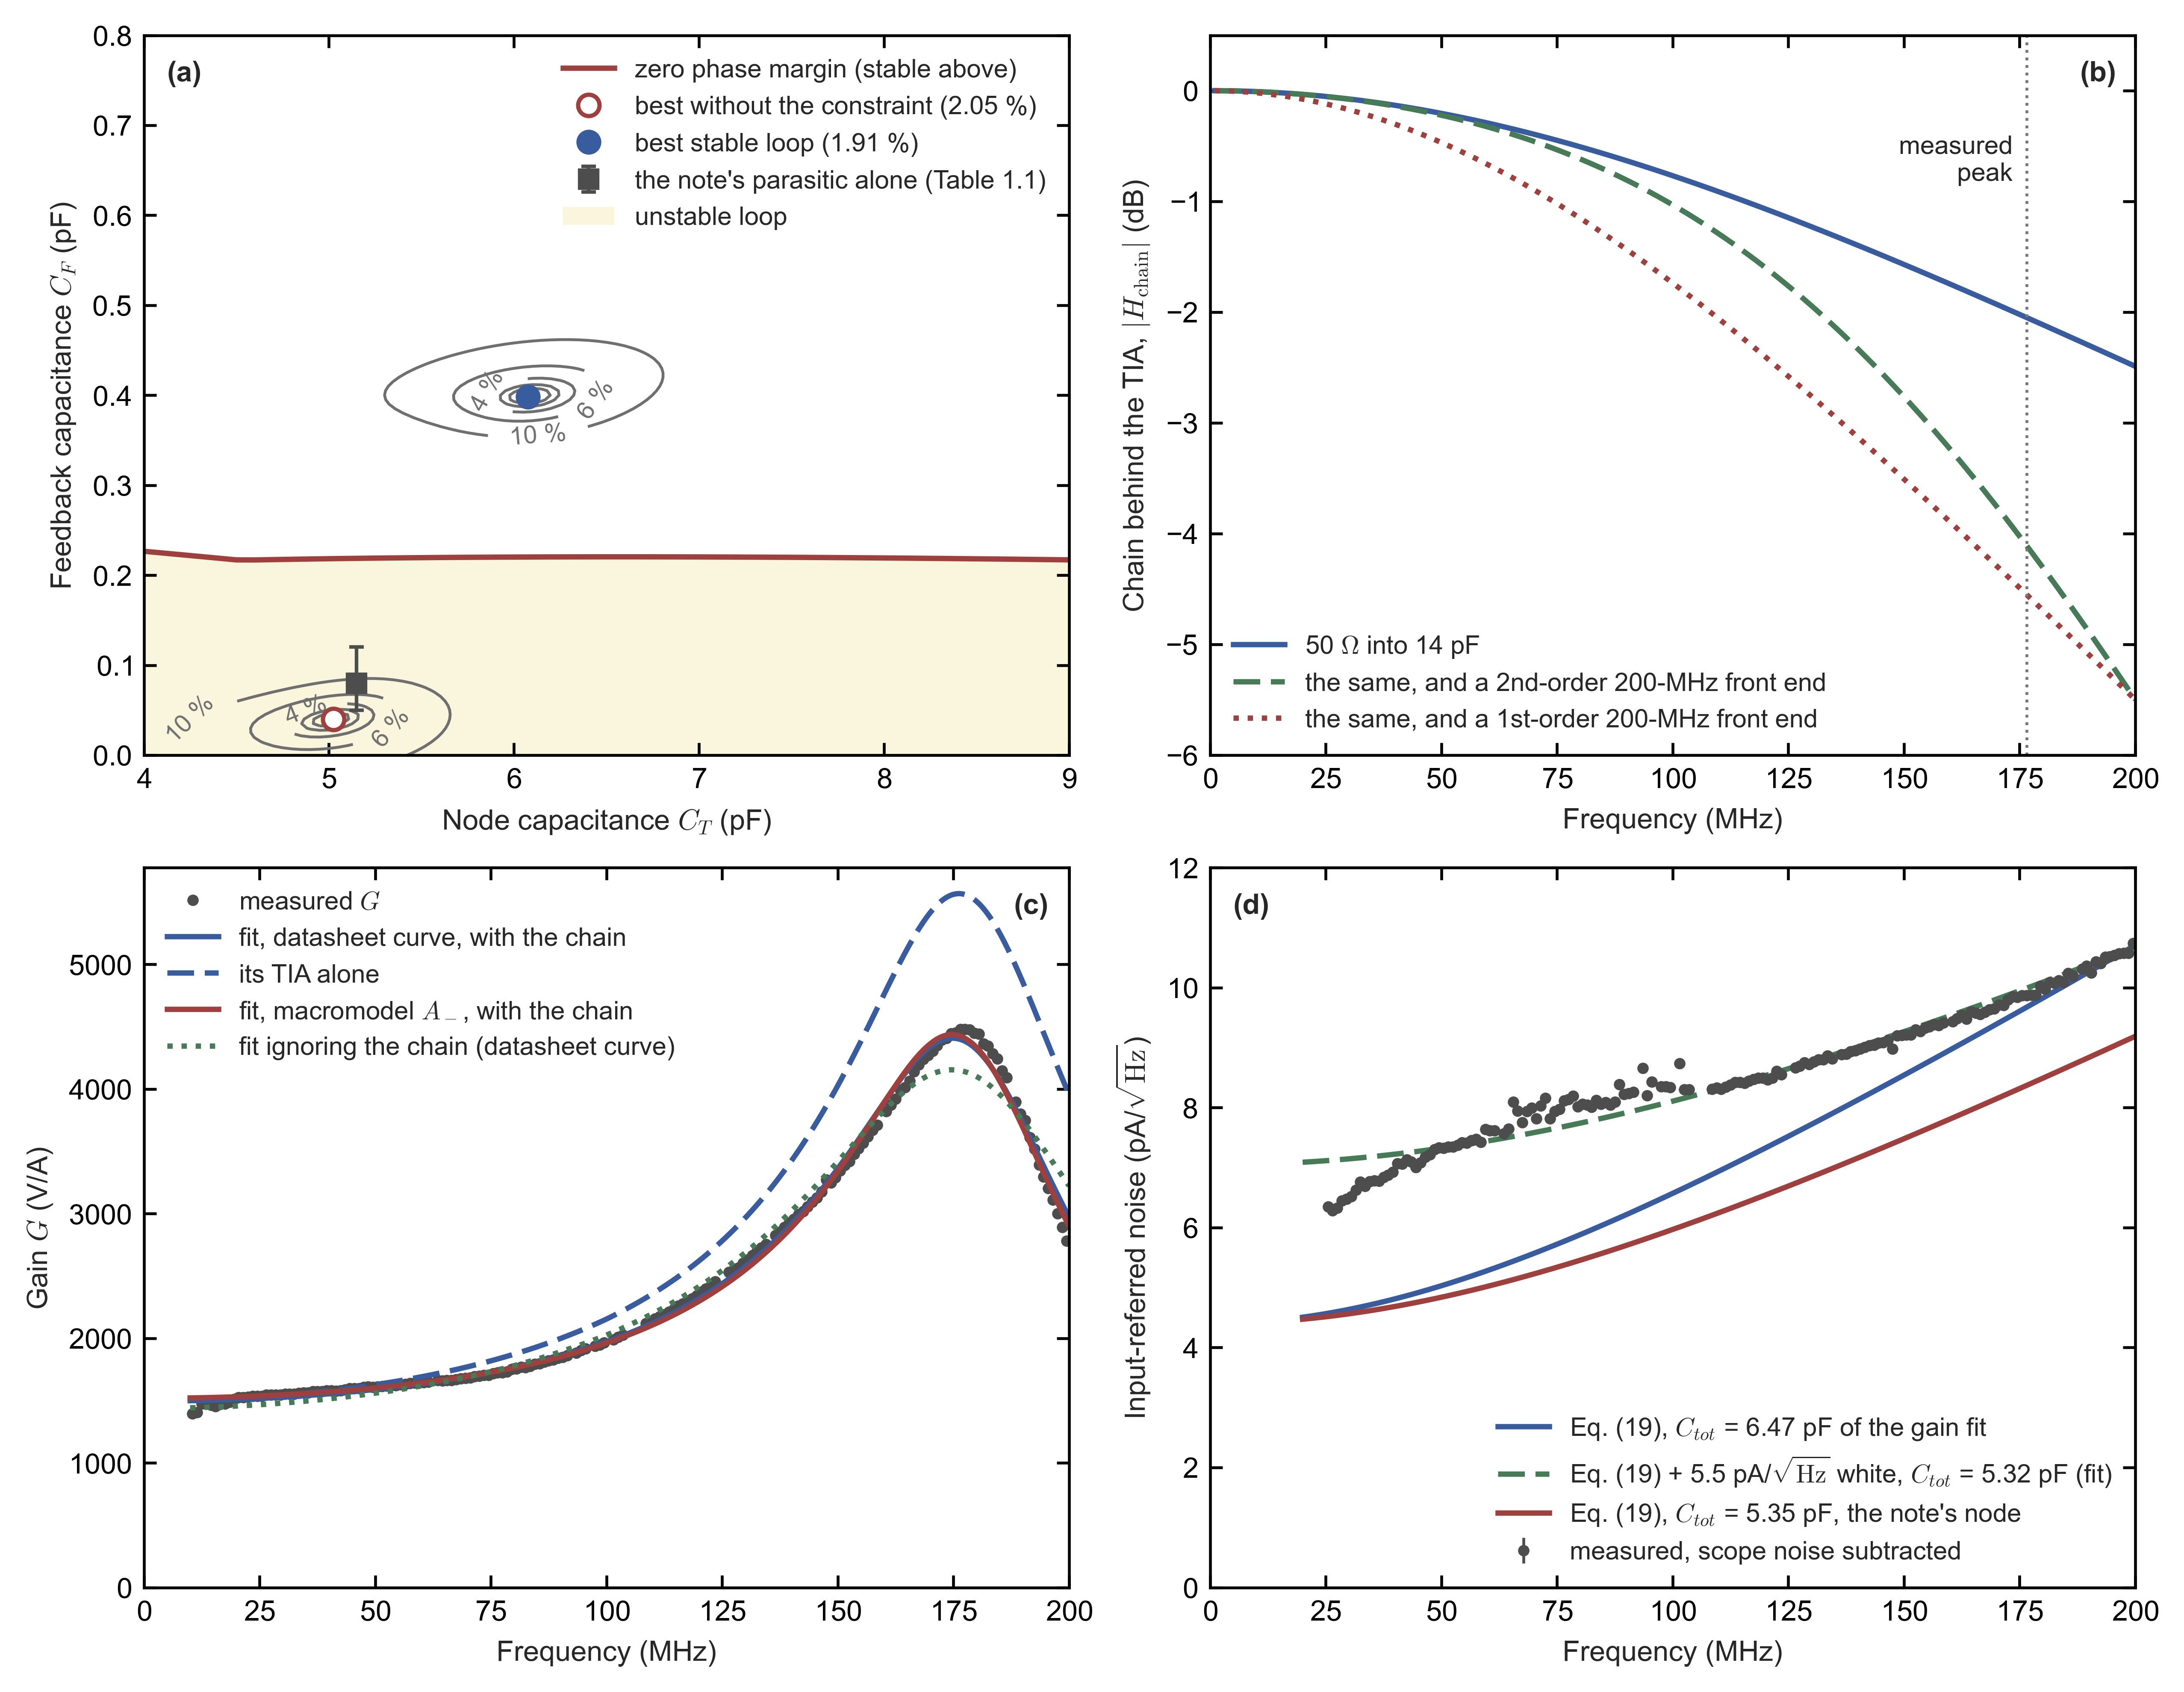 (a)
zero phase margin (stable above)
best without the constraint (2.05 %)
best stable loop (1.91 %)
the note's parasitic alone (Table 1.1)
unstable loop
4 %
6 %
10 %
10 %
4 %
6 %
0.8
0.7
0.6
0.5
0.4
0.3
0.2
0.1
0.0
4 5 6 7 8 9
Feedback capacitance C_F (pF)
Node capacitance C_T (pF)
(b)
measured
peak
50 Ω into 14 pF
the same, and a 2nd-order 200-MHz front end
the same, and a 1st-order 200-MHz front end
0
−1
−2
−3
−4
−5
−6
0 25 50 75 100 125 150 175 200
Chain behind the TIA, |H_chain| (dB)
Frequency (MHz)
(c)
measured G
fit, datasheet curve, with the chain
its TIA alone
fit, macromodel A₋, with the chain
fit ignoring the chain (datasheet curve)
5000
4000
3000
2000
1000
0
0 25 50 75 100 125 150 175 200
Gain G (V/A)
Frequency (MHz)
(d)
12
10
8
6
4
2
0
0 25 50 75 100 125 150 175 200
Input-referred noise (pA/√Hz)
Eq. (19), C_tot = 6.47 pF of the gain fit
Eq. (19) + 5.5 pA/√Hz white, C_tot = 5.32 pF (fit)
Eq. (19), C_tot = 5.35 pF, the note's node
measured, scope noise subtracted
Frequency (MHz)